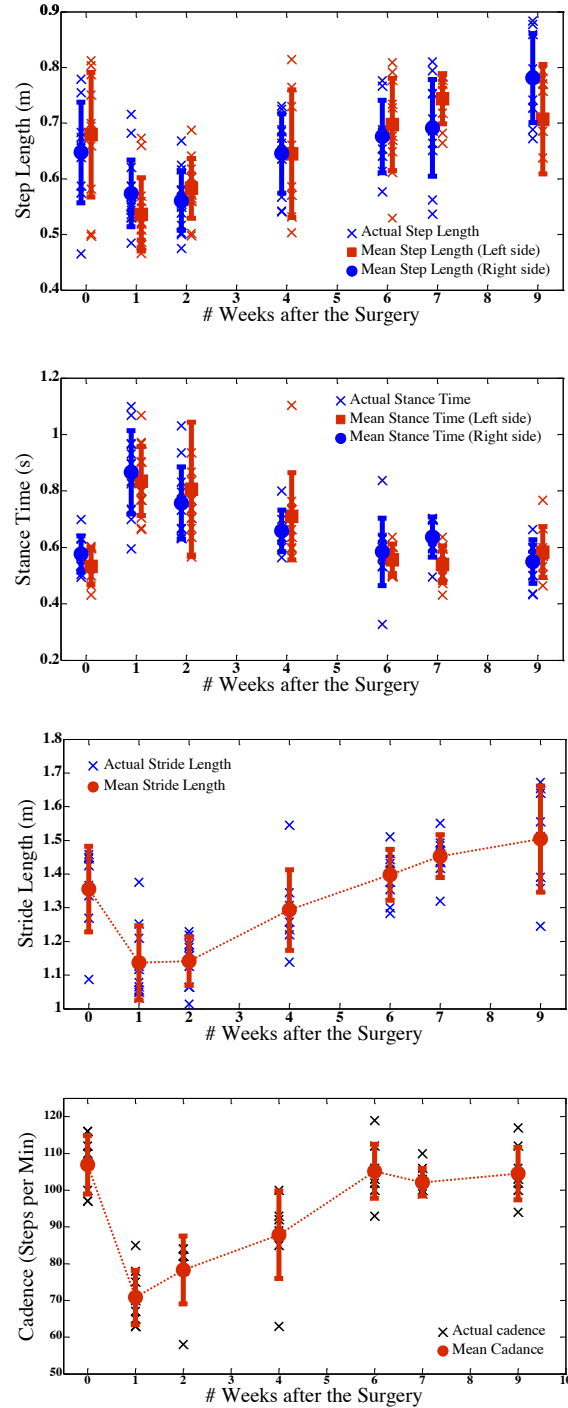 0.9
0.8
0.7
0.6
0.5
0.4
Step Length (m)
Actual Step Length
Mean Step Length (Left side)
Mean Step Length (Right side)
0 1 2 3 4 5 6 7 8 9
# Weeks after the Surgery
1.2
1
0.8
0.6
0.4
0.2
Stance Time (s)
Actual Stance Time
Mean Stance Time (Left side)
Mean Stance Time (Right side)
0 1 2 3 4 5 6 7 8 9
# Weeks after the Surgery
1.8
1.7
1.6
1.5
1.4
1.3
1.2
1.1
1
Stride Length (m)
Actual Stride Length
Mean Stride Length
0 1 2 3 4 5 6 7 8 9
# Weeks after the Surgery
120
110
100
90
80
70
60
50
Cadence (Steps per Min)
Actual cadence
Mean Cadance
0 1 2 3 4 5 6 7 8 9 10
# Weeks after the Surgery